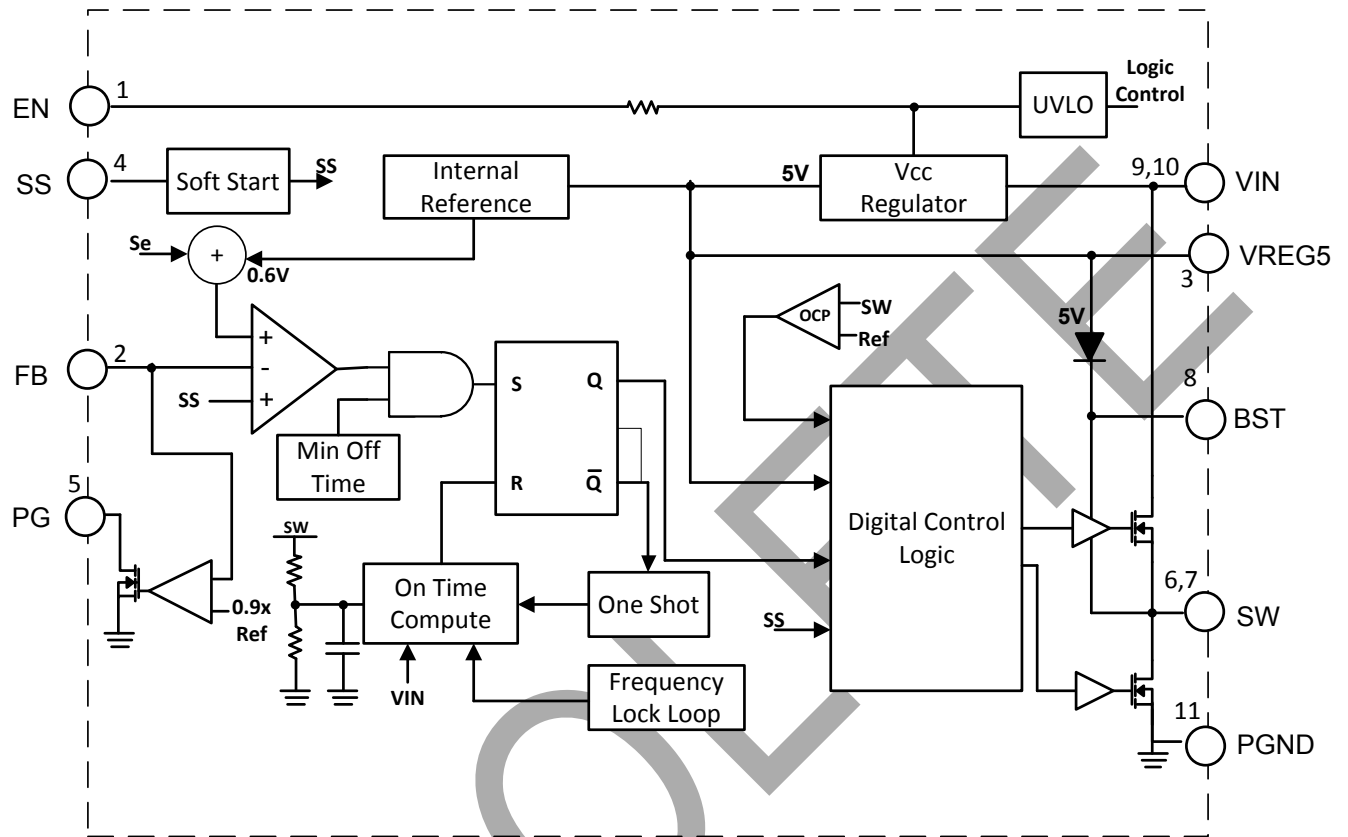 EN
1
UVLO
Logic
Control
SS
4
Soft Start
SS
Internal
Reference
5V
Vcc
Regulator
9,10
VIN
Se
+
0.6V
VREG5
3
OCP
SW
Ref
5V
FB
2
+
-
SS
+
S
Q
R
Q̅
Min Off
Time
8
BST
PG
5
SW
0.9x
Ref
On Time
Compute
One Shot
VIN
Frequency
Lock Loop
Digital Control
Logic
SS
6,7
SW
11
PGND
OLETE